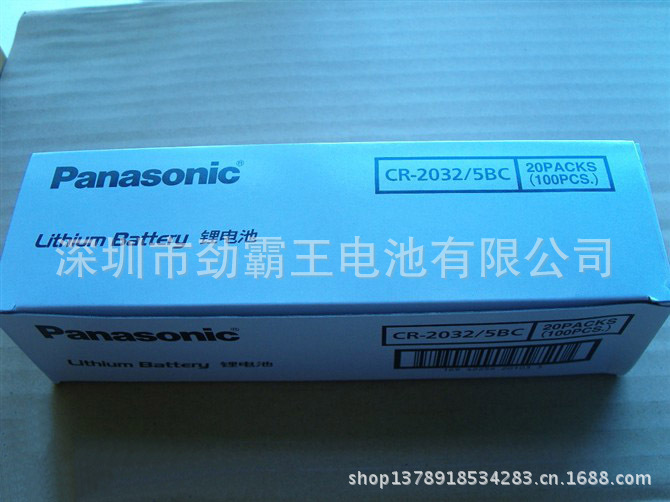 Panasonic®
CR-2032/5BC
20PACKS
(100PCS.)
Lithium Battery 锂电池
深圳市劲霸王电池有限公司
Panasonic®
CR-2032/5BC
20PACKS
(100PCS.)
Lithium Battery 锂电池
shop1378918534283.cn.1688.com